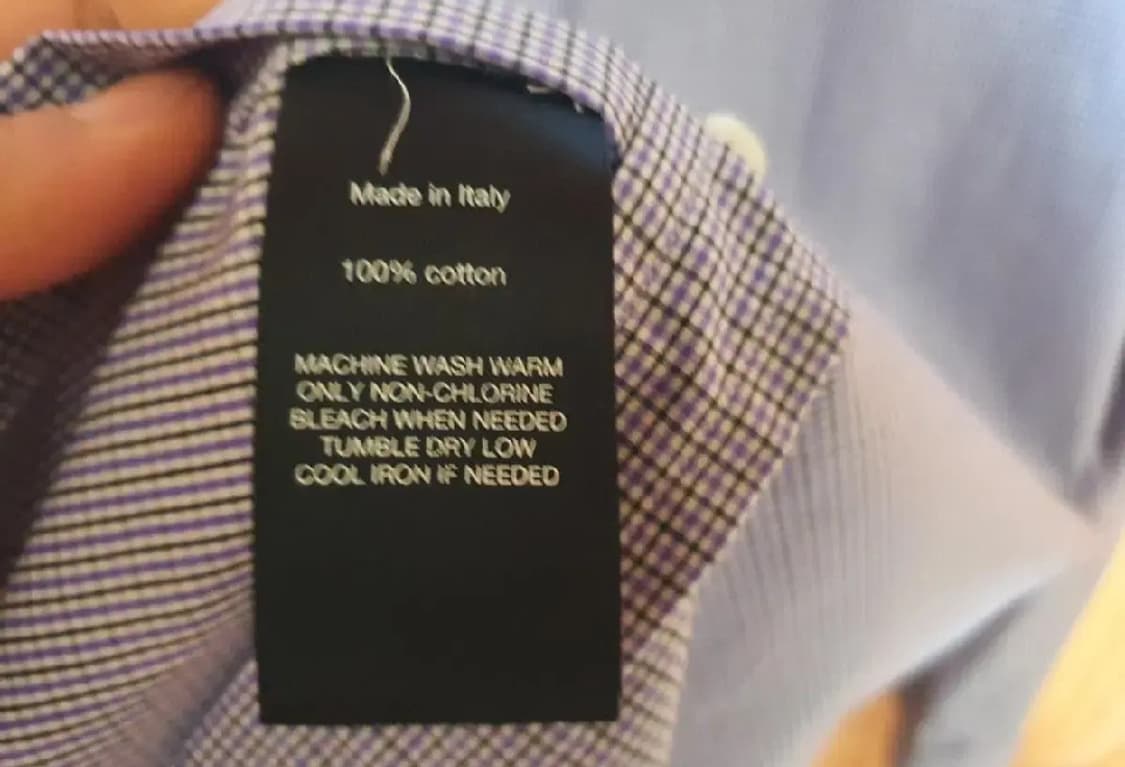 Made in Italy
100% cotton
MACHINE WASH WARM
ONLY NON-CHLORINE
BLEACH WHEN NEEDED
TUMBLE DRY LOW
COOL IRON IF NEEDED